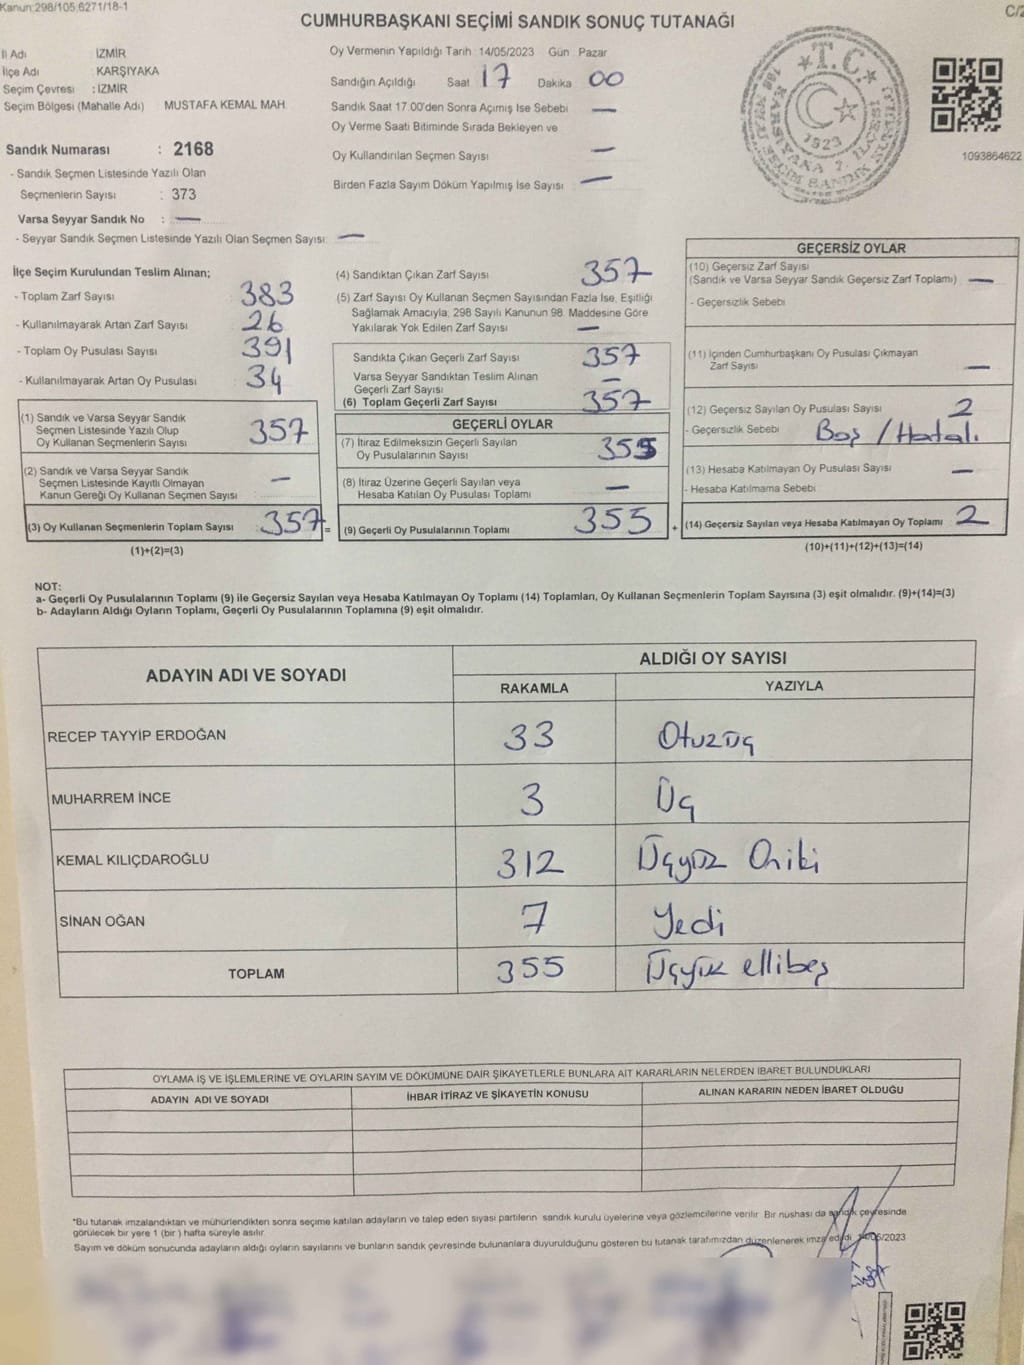 Kanun:298/105,6271/18-1
C/2
CUMHURBAŞKANI SEÇİMİ SANDIK SONUÇ TUTANAĞI
İl Adı İZMİR
İlçe Adı : KARŞIYAKA
Seçim Çevresi : İZMİR
Seçim Bölgesi (Mahalle Adı) : MUSTAFA KEMAL MAH.
Sandık Numarası : 2168
- Sandık Seçmen Listesinde Yazılı Olan
Seçmenlerin Sayısı : 373
Varsa Seyyar Sandık No : —
- Seyyar Sandık Seçmen Listesinde Yazılı Olan Seçmen Sayısı: —
Oy Vermenin Yapıldığı Tarih 14/05/2023 Gün Pazar
Sandığın Açıldığı Saat 17 Dakika 00
Sandık Saat 17.00'den Sonra Açımış İse Sebebi —
Oy Verme Saati Bitiminde Sırada Bekleyen ve
Oy Kullandırılan Seçmen Sayısı —
Birden Fazla Sayım Döküm Yapılmış İse Sayısı : —
T.C.
1923
KARŞIYAKA 2. İLÇESİ
SEÇİM SANDIK KURULU
1093864622
İlçe Seçim Kurulundan Teslim Alınan;
- Toplam Zarf Sayısı 383
- Kullanılmayarak Artan Zarf Sayısı 26
- Toplam Oy Pusulası Sayısı 391
- Kullanılmayarak Artan Oy Pusulası 34
(1) Sandık ve Varsa Seyyar Sandık
Seçmen Listesinde Yazılı Olup
Oy Kullanan Seçmenlerin Sayısı 357
(2) Sandık ve Varsa Seyyar Sandık
Seçmen Listesinde Kayıtlı Olmayan
Kanun Gereği Oy Kullanan Seçmen Sayısı —
(3) Oy Kullanan Seçmenlerin Toplam Sayısı 357 =
(1)+(2)=(3)
(4) Sandıktan Çıkan Zarf Sayısı 357
(5) Zarf Sayısı Oy Kullanan Seçmen Sayısından Fazla İse, Eşitliği
Sağlamak Amacıyla, 298 Sayılı Kanunun 98. Maddesine Göre
Yakılarak Yok Edilen Zarf Sayısı —
Sandıkta Çıkan Geçerli Zarf Sayısı 357
Varsa Seyyar Sandıktan Teslim Alınan
Geçerli Zarf Sayısı —
(6) Toplam Geçerli Zarf Sayısı 357
GEÇERLİ OYLAR
(7) İtiraz Edilmeksizin Geçerli Sayılan
Oy Pusulalarının Sayısı 355
(8) İtiraz Üzerine Geçerli Sayılan veya
Hesaba Katılan Oy Pusulası Toplamı —
(9) Geçerli Oy Pusulalarının Toplamı 355 +
GEÇERSİZ OYLAR
(10) Geçersiz Zarf Sayısı
(Sandık ve Varsa Seyyar Sandık Geçersiz Zarf Toplamı) —
- Geçersizlik Sebebi
(11) İçinden Cumhurbaşkanı Oy Pusulası Çıkmayan
Zarf Sayısı —
(12) Geçersiz Sayılan Oy Pusulası Sayısı 2
- Geçersizlik Sebebi Boş / Hatalı
(13) Hesaba Katılmayan Oy Pusulası Sayısı —
- Hesaba Katılmama Sebebi
(14) Geçersiz Sayılan veya Hesaba Katılmayan Oy Toplamı 2
(10)+(11)+(12)+(13)=(14)
NOT:
a- Geçerli Oy Pusulalarının Toplamı (9) ile Geçersiz Sayılan veya Hesaba Katılmayan Oy Toplamı (14) Toplamları, Oy Kullanan Seçmenlerin Toplam Sayısına (3) eşit olmalıdır. (9)+(14)=(3)
b- Adayların Aldığı Oyların Toplamı, Geçerli Oy Pusulalarının Toplamına (9) eşit olmalıdır.
ADAYIN ADI VE SOYADI
ALDIĞI OY SAYISI
RAKAMLA YAZIYLA
RECEP TAYYİP ERDOĞAN 33 Otuzüç
MUHARREM İNCE 3 Üç
KEMAL KILIÇDAROĞLU 312 Üçyüz Oniki
SİNAN OĞAN 7 Yedi
TOPLAM 355 Üçyüz ellibeş
OYLAMA İŞ VE İŞLEMLERİNE VE OYLARIN SAYIM VE DÖKÜMÜNE DAİR ŞİKAYETLERLE BUNLARA AİT KARARLARIN NELERDEN İBARET BULUNDUKLARI
ADAYIN ADI VE SOYADI İHBAR İTİRAZ VE ŞİKAYETİN KONUSU ALINAN KARARIN NEDEN İBARET OLDUĞU
*Bu tutanak imzalandıktan ve mühürlendikten sonra seçime katılan adayların ve talep eden siyasi partilerin sandık kurulu üyelerine veya gözlemcilerine verilir. Bir nüshası da sandık çevresinde
görülecek bir yere 1 (bir) hafta süreyle asılır.
Sayım ve döküm sonucunda adayların aldığı oyların sayılarını ve bunların sandık çevresinde bulunanlara duyurulduğunu gösteren bu tutanak tarafımızdan düzenlenerek imza edildi. 14/05/2023